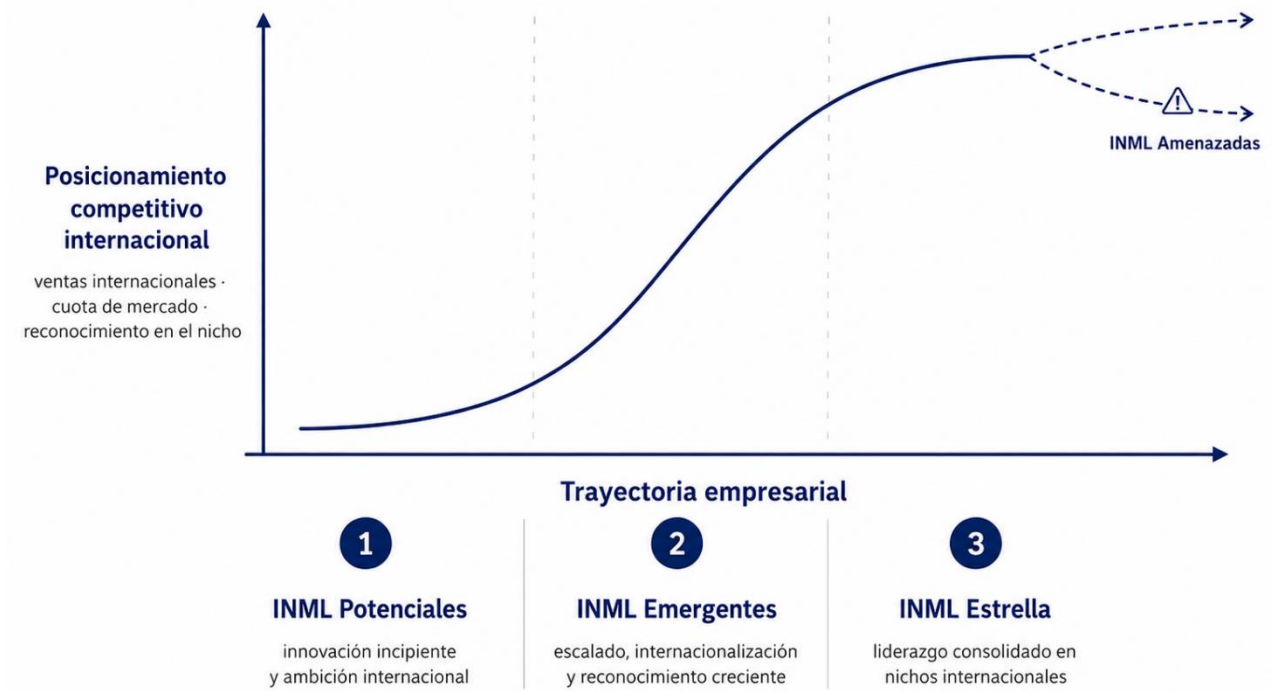 INML Amenazadas
Posicionamiento
competitivo
internacional
ventas internacionales ·
cuota de mercado ·
reconocimiento en el nicho
Trayectoria empresarial
1
INML Potenciales
innovación incipiente
y ambición internacional
2
INML Emergentes
escalado, internacionalización
y reconocimiento creciente
3
INML Estrella
liderazgo consolidado en
nichos internacionales